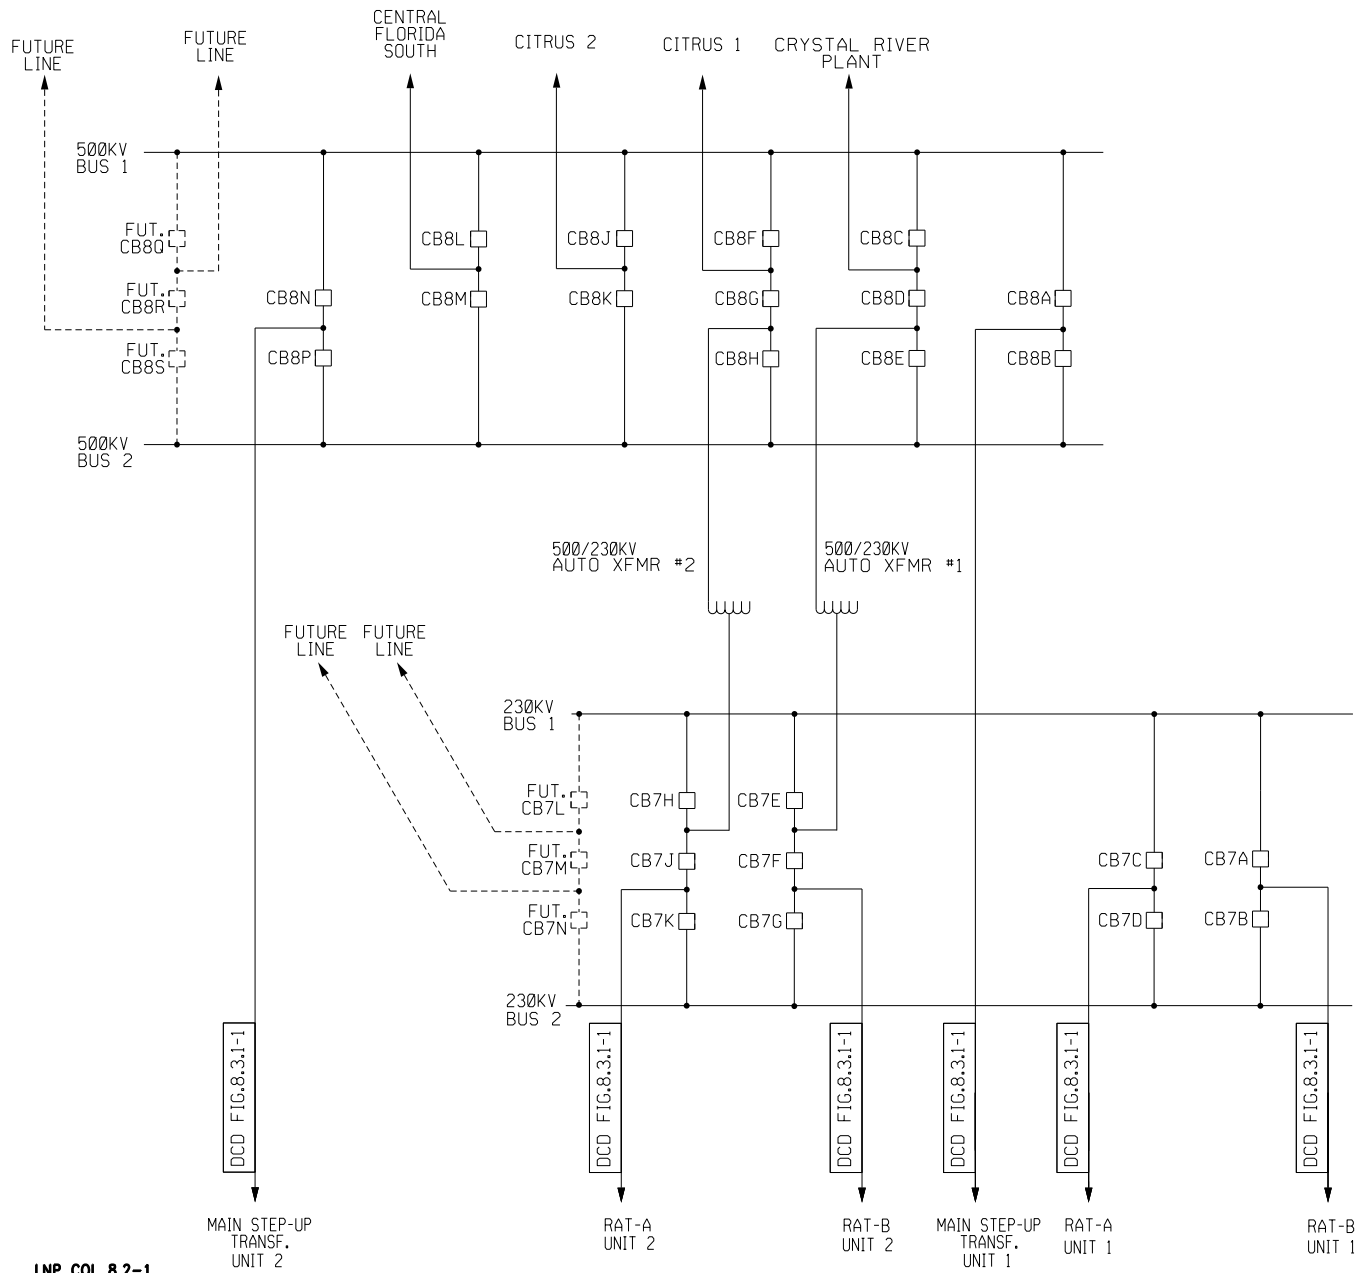 FUTURE
LINE
FUTURE
LINE
CENTRAL
FLORIDA
SOUTH
CITRUS 2
CITRUS 1
CRYSTAL RIVER
PLANT
500KV
BUS 1
FUT.
CB8Q
FUT.
CB8R
FUT.
CB8S
CB8N
CB8P
CB8L
CB8M
CB8J
CB8K
CB8F
CB8G
CB8H
CB8C
CB8D
CB8E
CB8A
CB8B
500KV
BUS 2
500/230KV
AUTO XFMR #2
500/230KV
AUTO XFMR #1
FUTURE
LINE
FUTURE
LINE
230KV
BUS 1
FUT.
CB7L
FUT.
CB7M
FUT.
CB7N
CB7H
CB7J
CB7K
CB7E
CB7F
CB7G
CB7C
CB7D
CB7A
CB7B
230KV
BUS 2
DCD FIG.8.3.1-1
DCD FIG.8.3.1-1
DCD FIG.8.3.1-1
DCD FIG.8.3.1-1
DCD FIG.8.3.1-1
DCD FIG.8.3.1-1
MAIN STEP-UP
TRANSF.
UNIT 2
RAT-A
UNIT 2
RAT-B
UNIT 2
MAIN STEP-UP
TRANSF.
UNIT 1
RAT-A
UNIT 1
RAT-B
UNIT 1
LNP COL 8.2-1